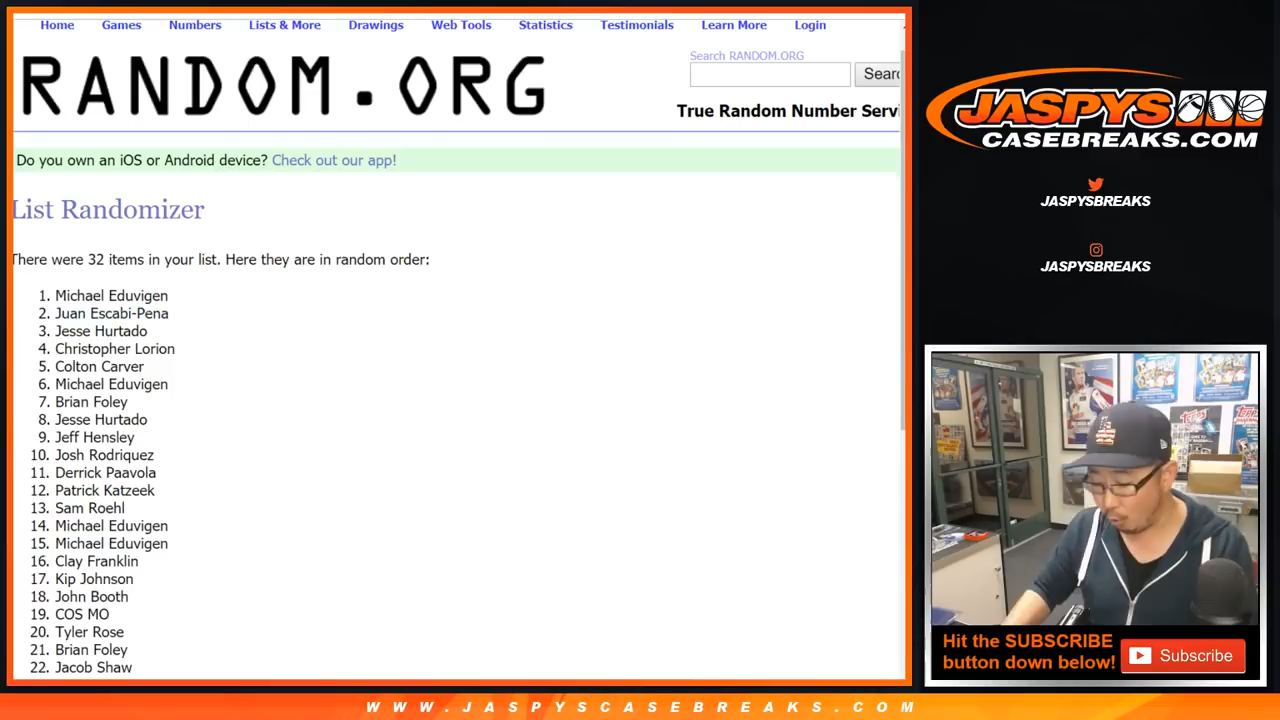 Home Games Numbers Lists & More Drawings Web Tools Statistics Testimonials Learn More Login
RANDOM.ORG
Search RANDOM.ORG
Searc
True Random Number Servi
Do you own an iOS or Android device? Check out our app!
List Randomizer
There were 32 items in your list. Here they are in random order:
1. Michael Eduvigen
2. Juan Escabi-Pena
3. Jesse Hurtado
4. Christopher Lorion
5. Colton Carver
6. Michael Eduvigen
7. Brian Foley
8. Jesse Hurtado
9. Jeff Hensley
10. Josh Rodriquez
11. Derrick Paavola
12. Patrick Katzeek
13. Sam Roehl
14. Michael Eduvigen
15. Michael Eduvigen
16. Clay Franklin
17. Kip Johnson
18. John Booth
19. COS MO
20. Tyler Rose
21. Brian Foley
22. Jacob Shaw
JASPYS
CASEBREAKS.COM
JASPYSBREAKS
JASPYSBREAKS
Topps
Hit the SUBSCRIBE
button down below!
Subscribe
WWW.JASPYSCASEBREAKS.COM